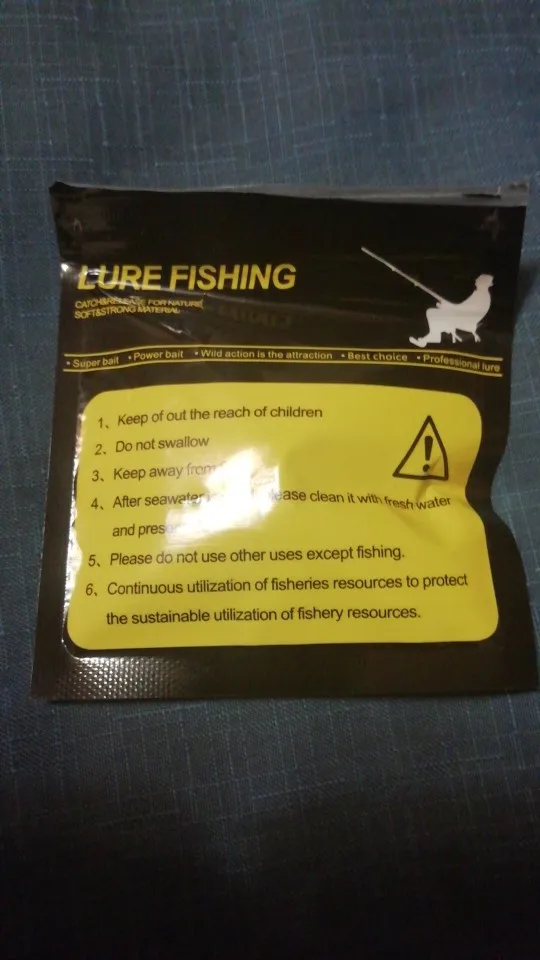 LURE FISHING
CATCH&RELEASE FOR NATURE
SOFT&STRONG MATERIAL
• Super bait • Power bait • Wild action is the attraction • Best choice • Professional lure
1、Keep of out the reach of children
2、Do not swallow
3、Keep away from
4、After seawater please clean it with fresh water
and
5、Please do not use other uses except fishing.
6、Continuous utilization of fisheries resources to protect
the sustainable utilization of fishery resources.